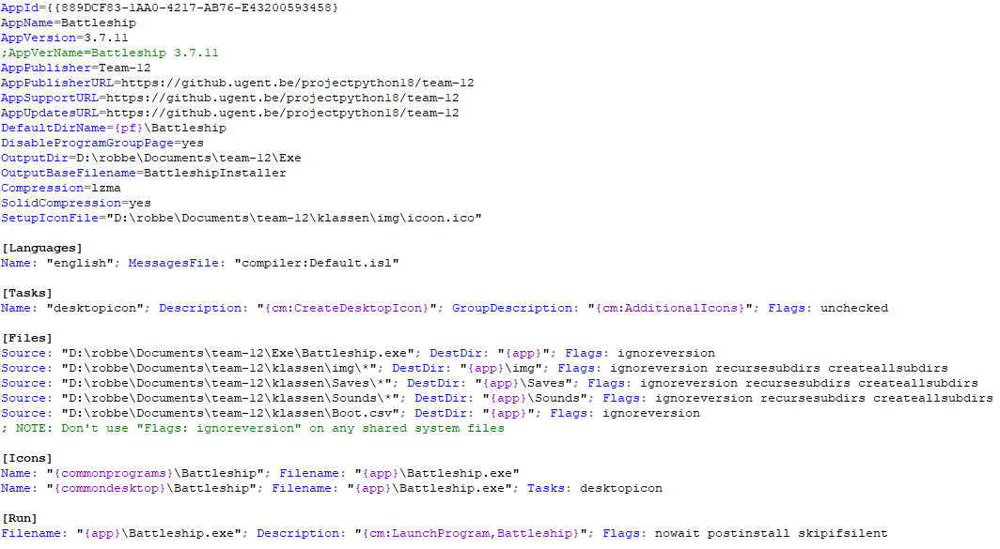 AppId={{889DCF83-1AA0-4217-AB76-E43200593458}
AppName=Battleship
AppVersion=3.7.11
;AppVerName=Battleship 3.7.11
AppPublisher=Team-12
AppPublisherURL=https://github.ugent.be/projectpython18/team-12
AppSupportURL=https://github.ugent.be/projectpython18/team-12
AppUpdatesURL=https://github.ugent.be/projectpython18/team-12
DefaultDirName={pf}\Battleship
DisableProgramGroupPage=yes
OutputDir=D:\robbe\Documents\team-12\Exe
OutputBaseFilename=BattleshipInstaller
Compression=lzma
SolidCompression=yes
SetupIconFile="D:\robbe\Documents\team-12\klassen\img\icoon.ico"

[Languages]
Name: "english"; MessagesFile: "compiler:Default.isl"

[Tasks]
Name: "desktopicon"; Description: "{cm:CreateDesktopIcon}"; GroupDescription: "{cm:AdditionalIcons}"; Flags: unchecked

[Files]
Source: "D:\robbe\Documents\team-12\Exe\Battleship.exe"; DestDir: "{app}"; Flags: ignoreversion
Source: "D:\robbe\Documents\team-12\klassen\img\*"; DestDir: "{app}\img"; Flags: ignoreversion recursesubdirs createallsubdirs
Source: "D:\robbe\Documents\team-12\klassen\Saves\*"; DestDir: "{app}\Saves"; Flags: ignoreversion recursesubdirs createallsubdirs
Source: "D:\robbe\Documents\team-12\klassen\Sounds\*"; DestDir: "{app}\Sounds"; Flags: ignoreversion recursesubdirs createallsubdirs
Source: "D:\robbe\Documents\team-12\klassen\Boot.csv"; DestDir: "{app}"; Flags: ignoreversion
; NOTE: Don't use "Flags: ignoreversion" on any shared system files

[Icons]
Name: "{commonprograms}\Battleship"; Filename: "{app}\Battleship.exe"
Name: "{commondesktop}\Battleship"; Filename: "{app}\Battleship.exe"; Tasks: desktopicon

[Run]
Filename: "{app}\Battleship.exe"; Description: "{cm:LaunchProgram,Battleship}"; Flags: nowait postinstall skipifsilent